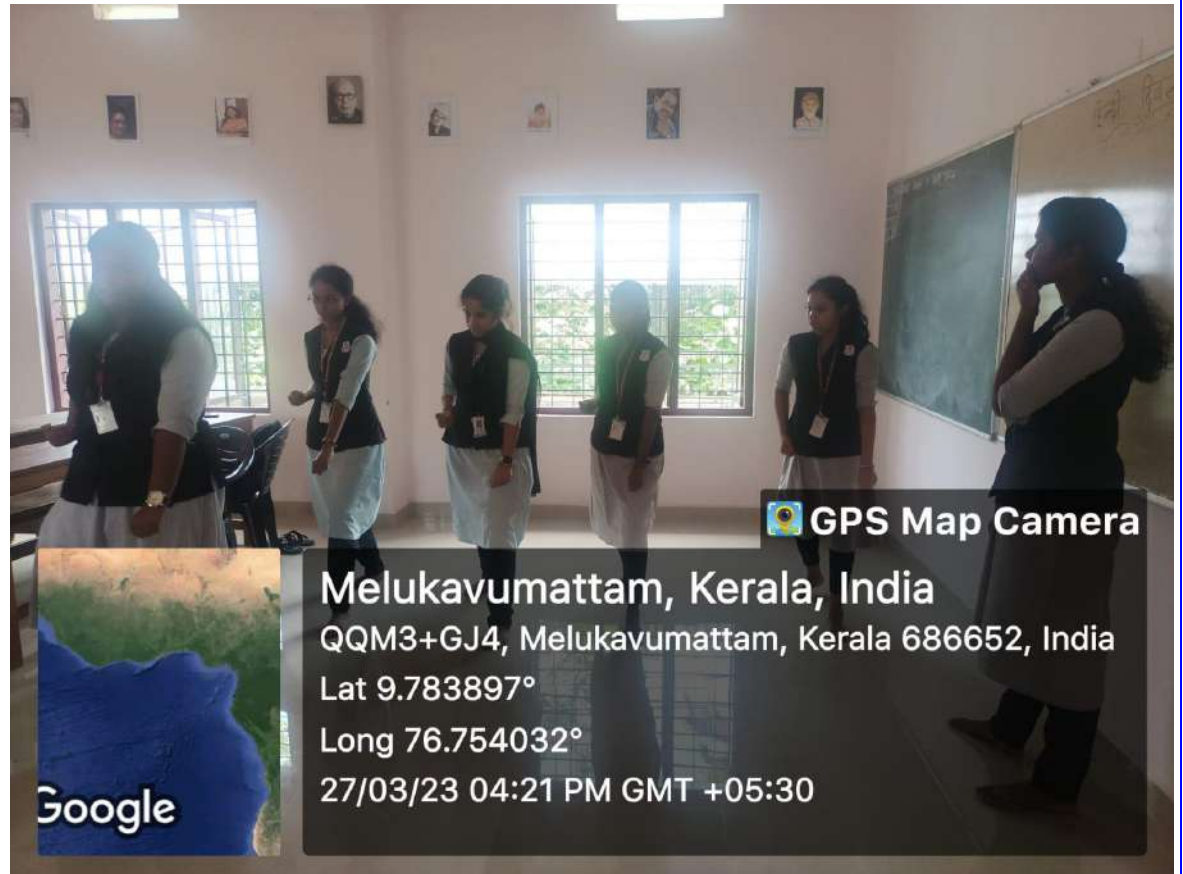 GPS Map Camera
Melukavumattam, Kerala, India
QQM3+GJ4, Melukavumattam, Kerala 686652, India
Lat 9.783897°
Long 76.754032°
27/03/23 04:21 PM GMT +05:30
Google